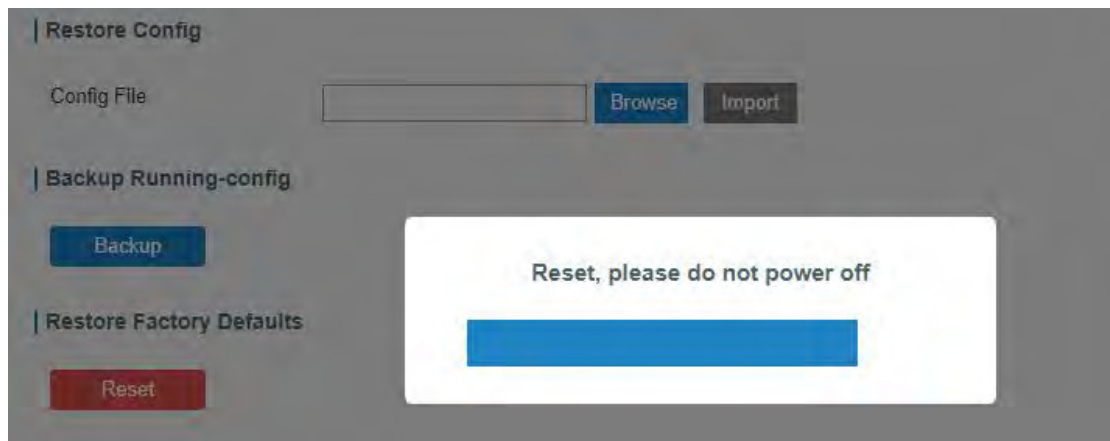 Restore Config
Config File
Browse Import
Backup Running-config
Backup
Reset, please do not power off
Restore Factory Defaults
Reset